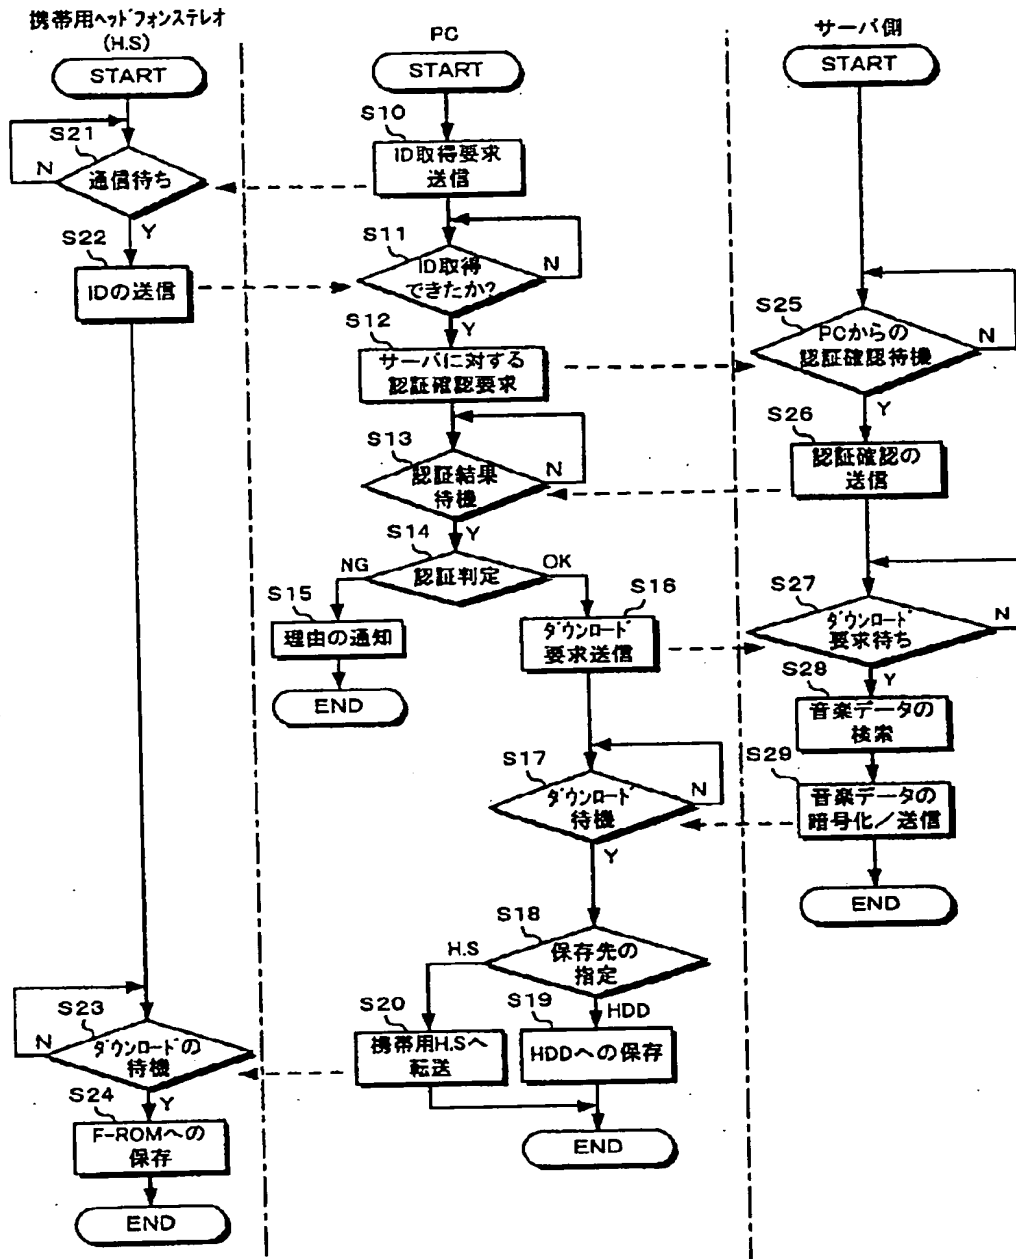 携帯用ヘッドフォンステレオ
(H.S)
START
S21
通信待ち
N
Y
S22
IDの送信
S23
ダウンロードの
待機
N
Y
S24
F-ROMへの
保存
END
PC
START
S10
ID取得要求
送信
S11
ID取得
できたか?
N
Y
S12
サーバに対する
認証確認要求
S13
認証結果
待機
N
Y
S14
認証判定
NG
OK
S15
理由の通知
END
S16
ダウンロード
要求送信
S17
ダウンロード
待機
N
Y
S18
保存先の
指定
H.S
HDD
S20
携帯用H.Sへ
転送
S19
HDDへの保存
END
サーバ側
START
S25
PCからの
認証確認待機
N
Y
S26
認証確認の
送信
S27
ダウンロード
要求待ち
N
Y
S28
音楽データの
検索
S29
音楽データの
暗号化／送信
END